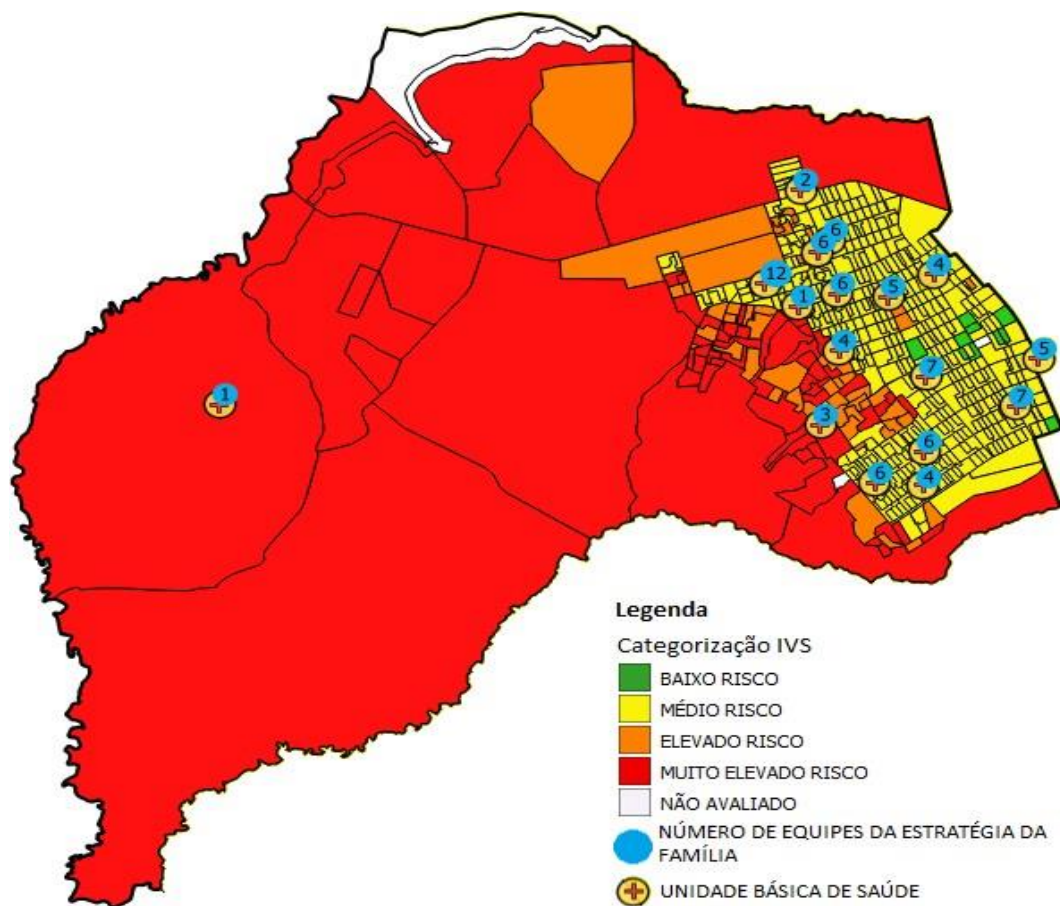 2
6
6
4
12
6
5
1
4
5
7
1
7
3
6
6
4
Legenda
Categorização IVS
BAIXO RISCO
MÉDIO RISCO
ELEVADO RISCO
MUITO ELEVADO RISCO
NÃO AVALIADO
NÚMERO DE EQUIPES DA ESTRATÉGIA DA
FAMÍLIA
UNIDADE BÁSICA DE SAÚDE